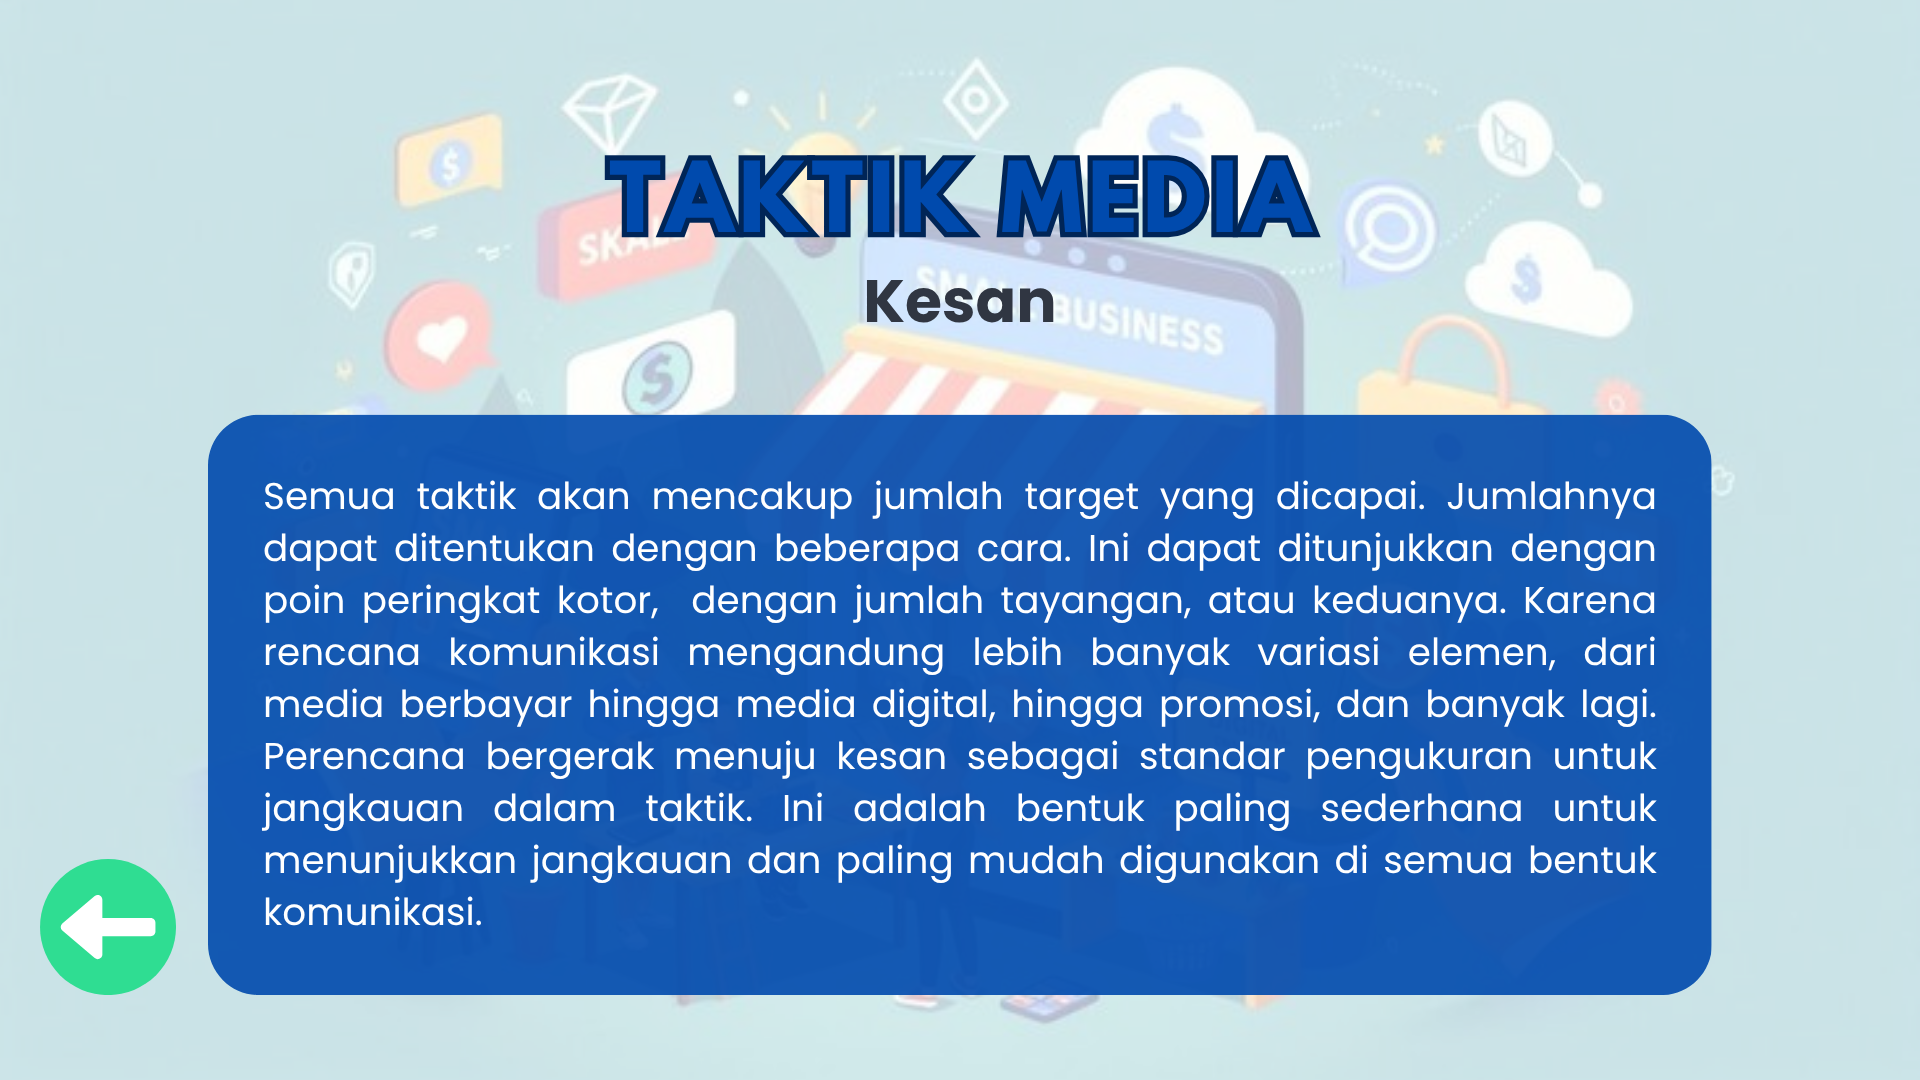 TAKTIK MEDIA
Kesan
BUSINESS
Semua taktik akan mencakup jumlah target yang dicapai. Jumlahnya
dapat ditentukan dengan beberapa cara. Ini dapat ditunjukkan dengan
poin peringkat kotor, dengan jumlah tayangan, atau keduanya. Karena
rencana komunikasi mengandung lebih banyak variasi elemen, dari
media berbayar hingga media digital, hingga promosi, dan banyak lagi.
Perencana bergerak menuju kesan sebagai standar pengukuran untuk
jangkauan dalam taktik. Ini adalah bentuk paling sederhana untuk
menunjukkan jangkauan dan paling mudah digunakan di semua bentuk
komunikasi.